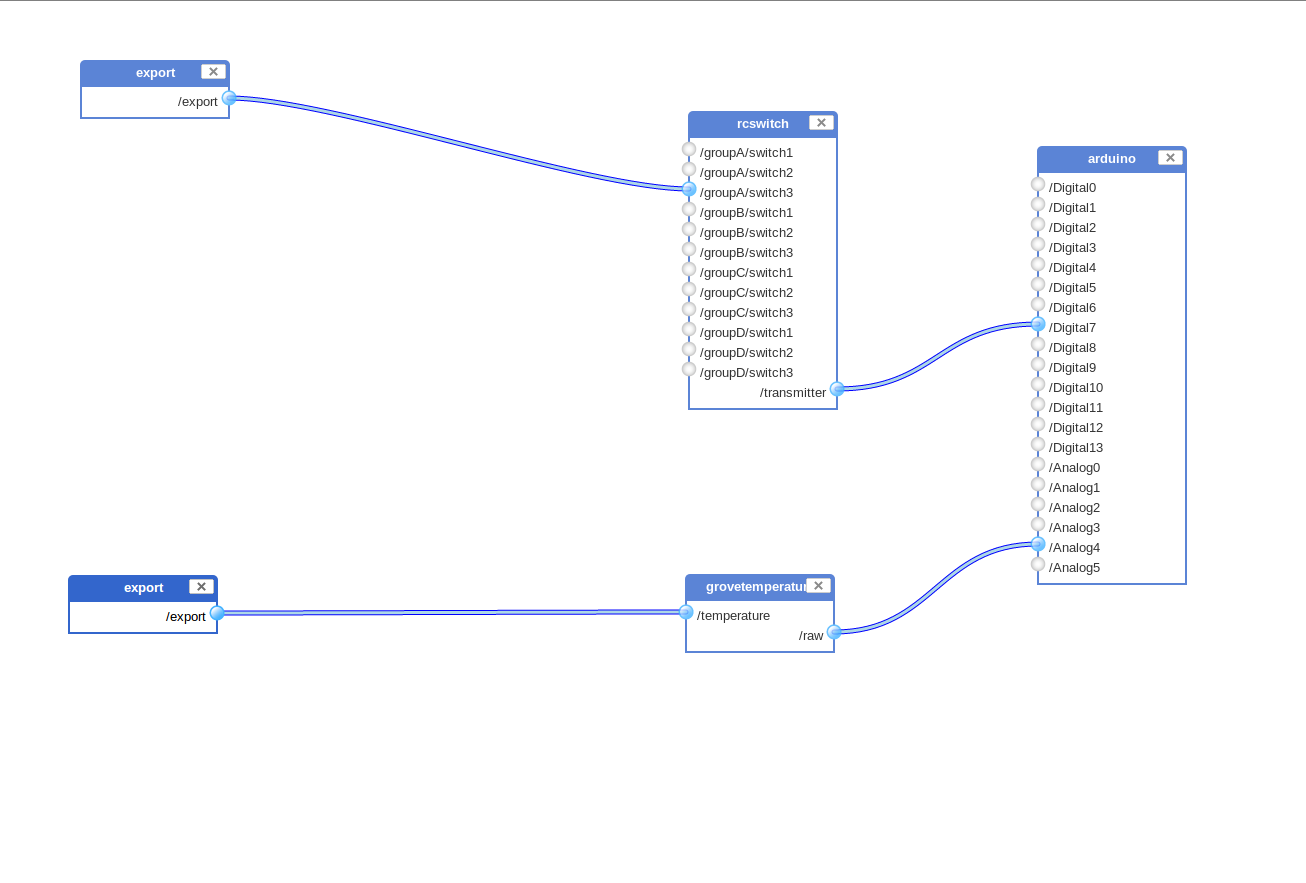 export
/export
rcswitch
/groupA/switch1
/groupA/switch2
/groupA/switch3
/groupB/switch1
/groupB/switch2
/groupB/switch3
/groupC/switch1
/groupC/switch2
/groupC/switch3
/groupD/switch1
/groupD/switch2
/groupD/switch3
/transmitter
arduino
/Digital0
/Digital1
/Digital2
/Digital3
/Digital4
/Digital5
/Digital6
/Digital7
/Digital8
/Digital9
/Digital10
/Digital11
/Digital12
/Digital13
/Analog0
/Analog1
/Analog2
/Analog3
/Analog4
/Analog5
export
/export
grovetemperatu
/temperature
/raw